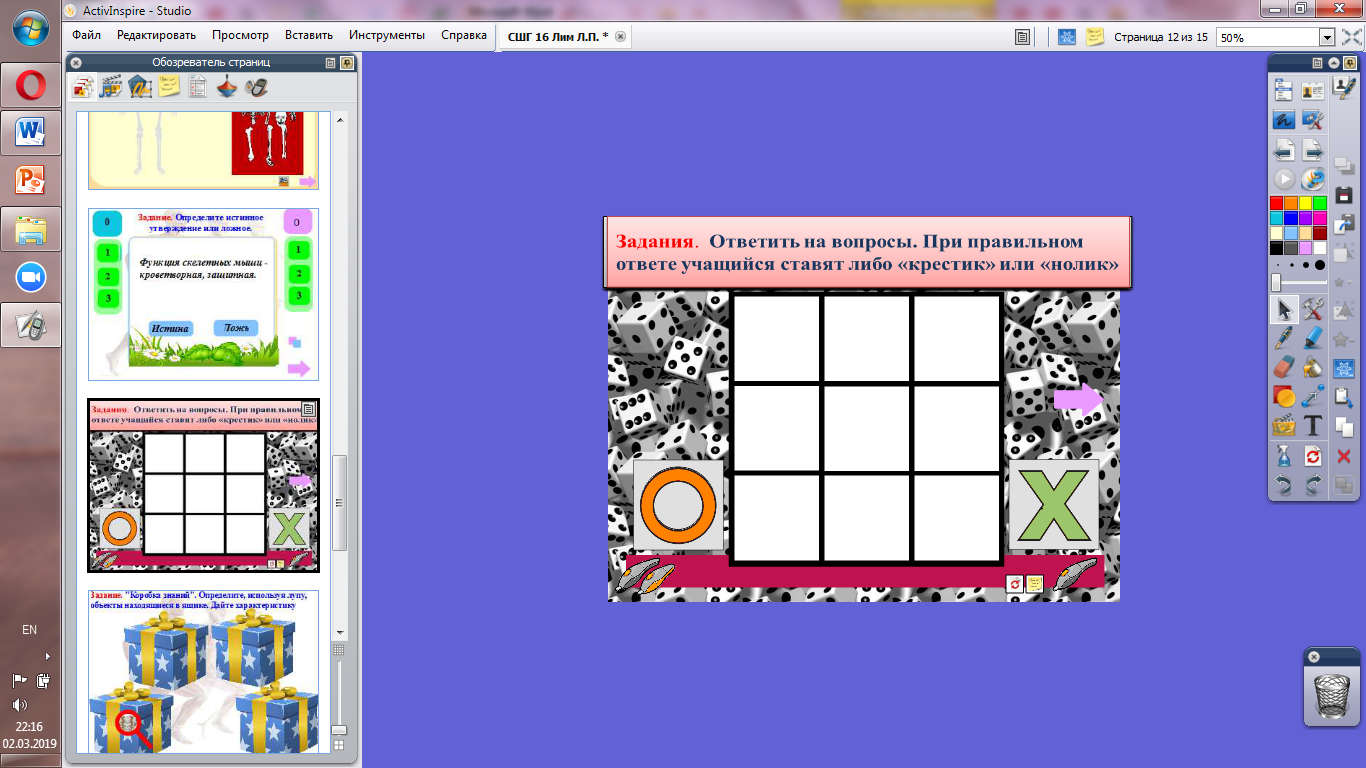 ActivInspire - Studio
Файл Редактировать Просмотр Вставить Инструменты Справка
СШГ 16 Лим Л.П. *
Страница 12 из 15
50%
Обозреватель страниц
0
Задание. Определите истинное
утверждение или ложное.
0
1
2
3
Функция скелетных мыши -
кроветворная, защитная.
1
2
3
Истина
Ложь
Задания. Ответить на вопросы. При правильном
ответе учащийся ставят либо «крестик» или «нолик»
O
X
Задание. "Коробка знаний". Определите, используя лупу,
объекты находящиеся в ящике. Дайте характеристику
Задания. Ответить на вопросы. При правильном
ответе учащийся ставят либо «крестик» или «нолик»
O
X
T
EN
22:16
02.03.2019